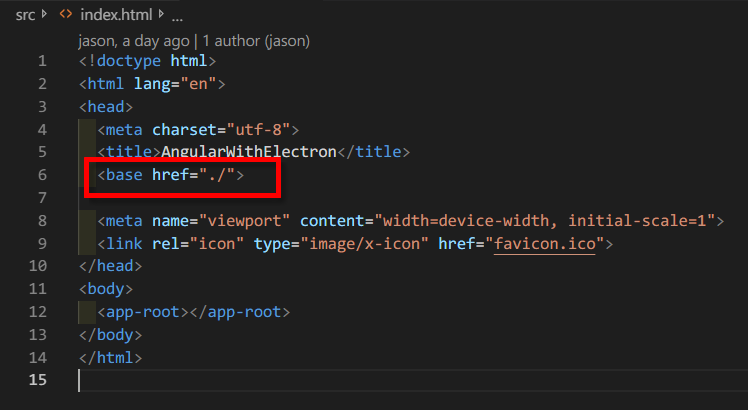 src > <> index.html > ...
jason, a day ago | 1 author (jason)
1 <!doctype html>
2 <html lang="en">
3 <head>
4 <meta charset="utf-8">
5 <title>AngularWithElectron</title>
6 <base href="./">
7
8 <meta name="viewport" content="width=device-width, initial-scale=1">
9 <link rel="icon" type="image/x-icon" href="favicon.ico">
10 </head>
11 <body>
12 <app-root></app-root>
13 </body>
14 </html>
15